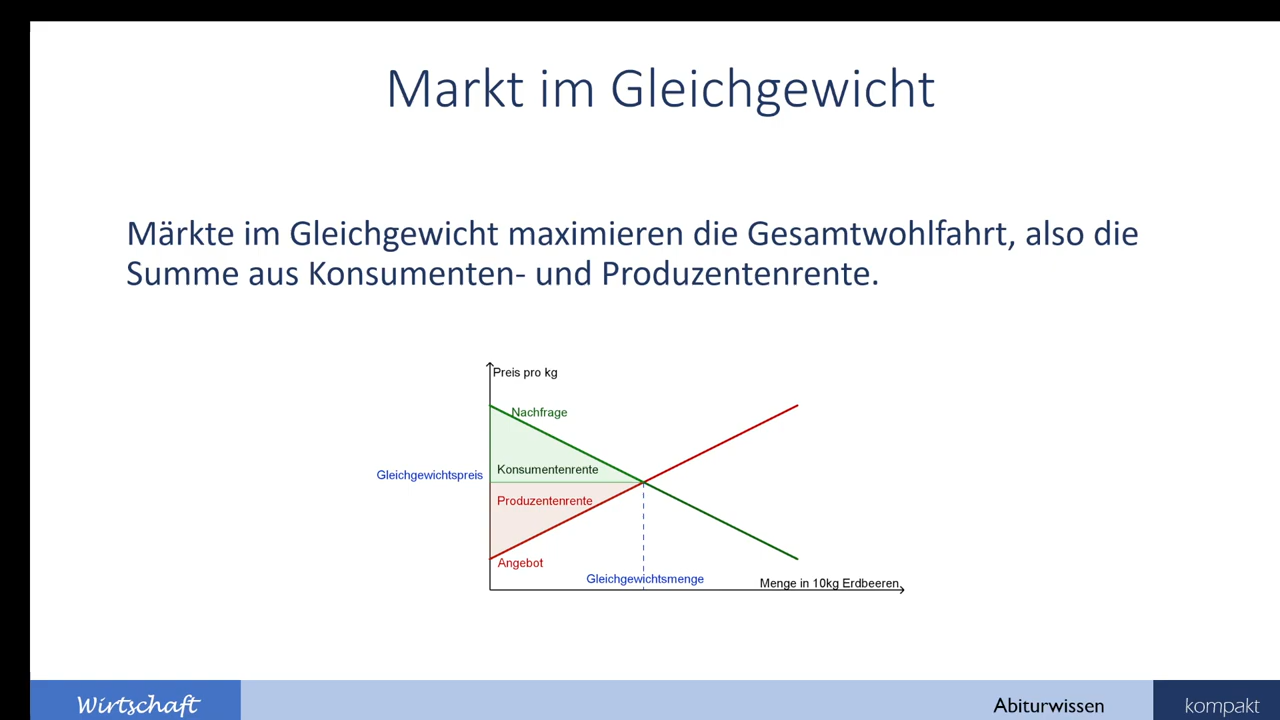 Markt im Gleichgewicht
Märkte im Gleichgewicht maximieren die Gesamtwohlfahrt, also die
Summe aus Konsumenten- und Produzentenrente.
Preis pro kg
Nachfrage
Konsumentenrente
Gleichgewichtspreis
Produzentenrente
Angebot
Gleichgewichtsmenge
Menge in 10kg Erdbeeren
Wirtschaft
Abiturwissen
kompakt